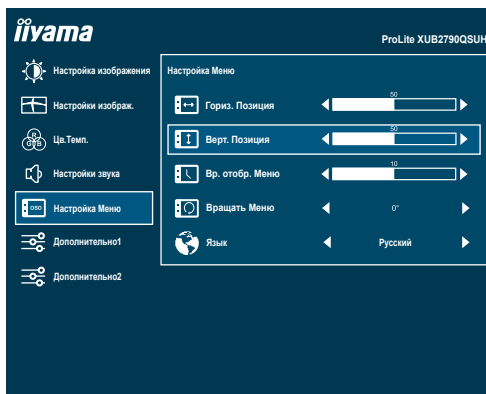 iiyama
ProLite XUB2790QSUH
Настройка изображения
Настройки изображ.
R
G B
Цв.Темп.
Настройки звука
OSD
Настройка Меню
Дополнительно1
Дополнительно2
Настройка Меню
Гориз. Позиция
50
Верт. Позиция
50
Вр. отобр. Меню
10
Вращать Меню
0°
Язык
Русский